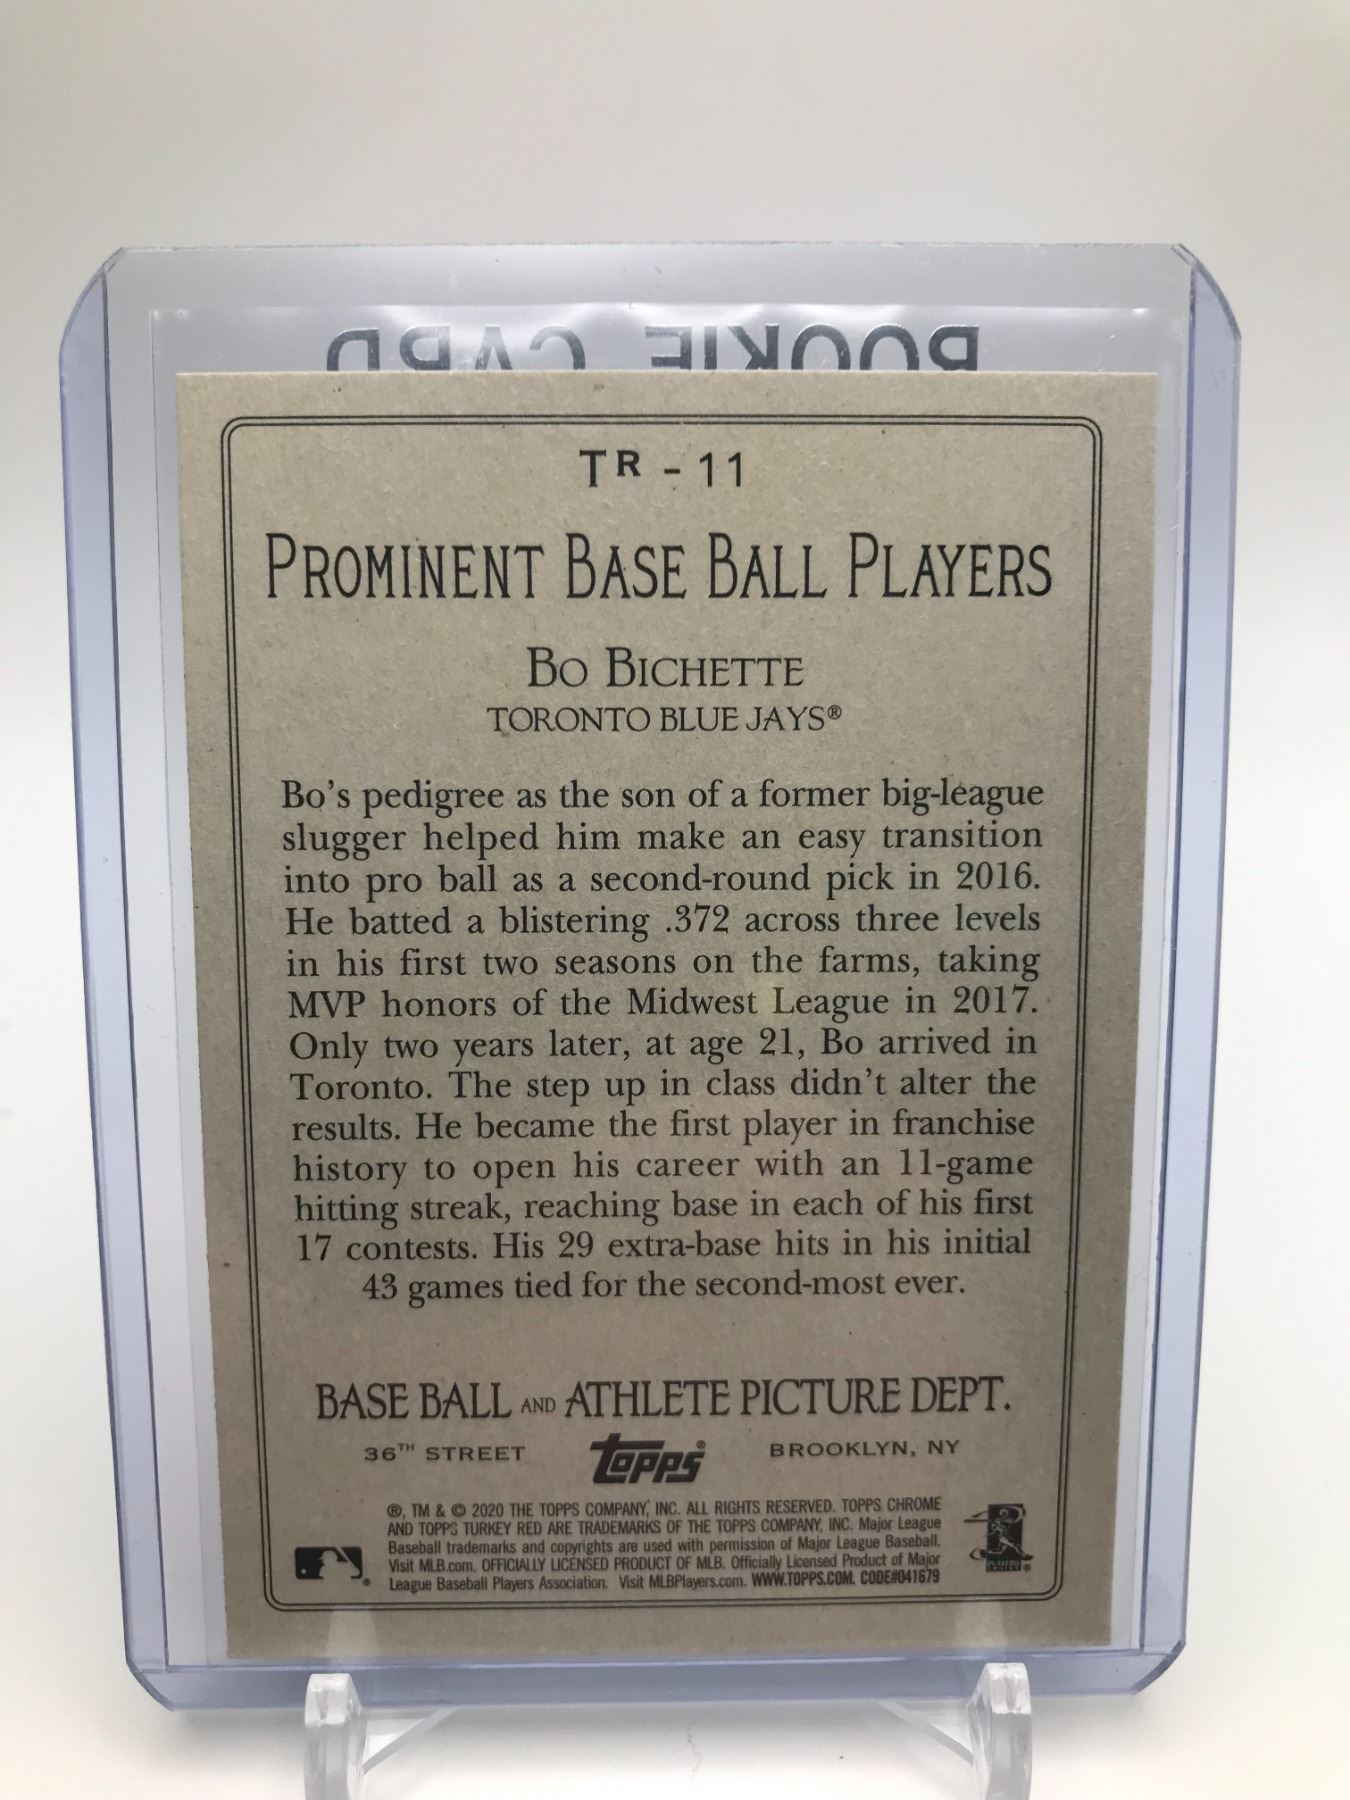 ROOKIE CARD
TR - 11
PROMINENT BASE BALL PLAYERS
BO BICHETTE
TORONTO BLUE JAYS®
Bo's pedigree as the son of a former big-league
slugger helped him make an easy transition
into pro ball as a second-round pick in 2016.
He batted a blistering .372 across three levels
in his first two seasons on the farms, taking
MVP honors of the Midwest League in 2017.
Only two years later, at age 21, Bo arrived in
Toronto. The step up in class didn't alter the
results. He became the first player in franchise
history to open his career with an 11-game
hitting streak, reaching base in each of his first
17 contests. His 29 extra-base hits in his initial
43 games tied for the second-most ever.
BASE BALL AND ATHLETE PICTURE DEPT.
36TH STREET topps® BROOKLYN, NY
®, TM & © 2020 THE TOPPS COMPANY, INC. ALL RIGHTS RESERVED. TOPPS CHROME
AND TOPPS TURKEY RED ARE TRADEMARKS OF THE TOPPS COMPANY, INC. Major League
Baseball trademarks and copyrights are used with permission of Major League Baseball.
Visit MLB.com. OFFICIALLY LICENSED PRODUCT OF MLB. Officially Licensed Product of Major
League Baseball Players Association. Visit MLBPlayers.com. WWW.TOPPS.COM. CODE#041679
PLAYERS
CHOICE ®